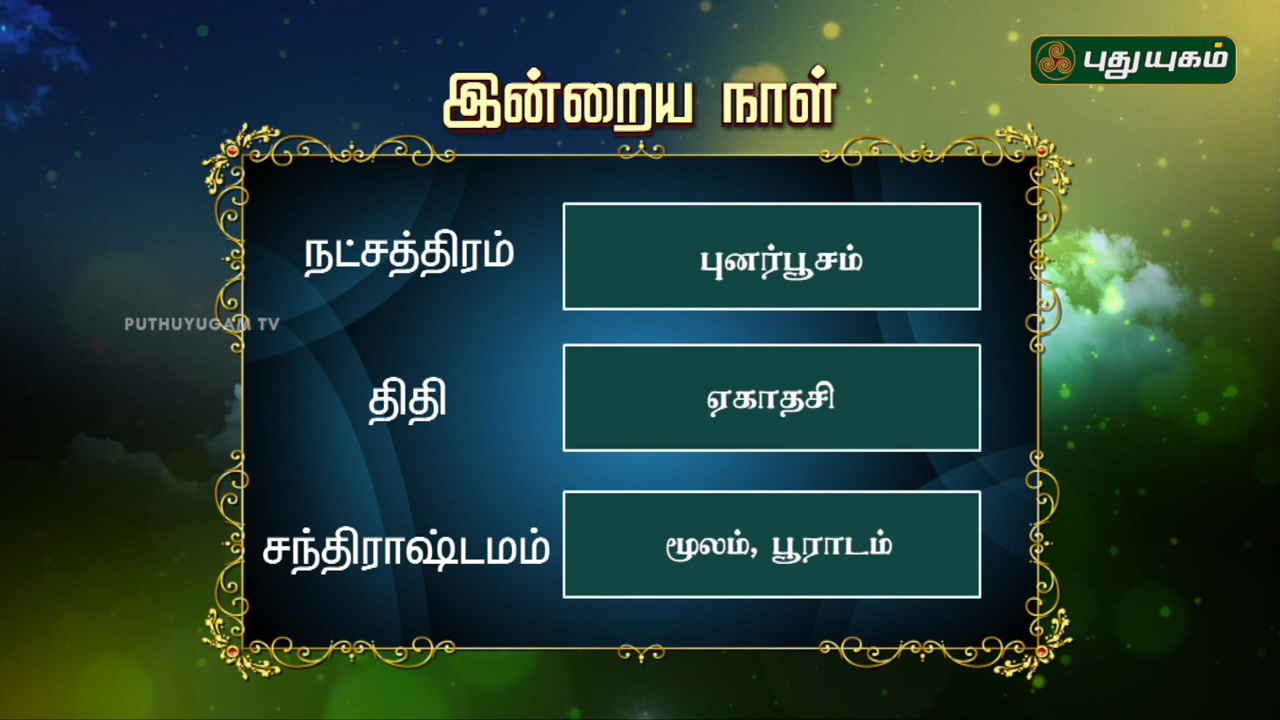 புதுயுகம்
இன்றைய நாள்
நட்சத்திரம்
புனர்பூசம்
PUTHUYUGAM TV
திதி
ஏகாதசி
சந்திராஷ்டமம்
மூலம், பூராடம்